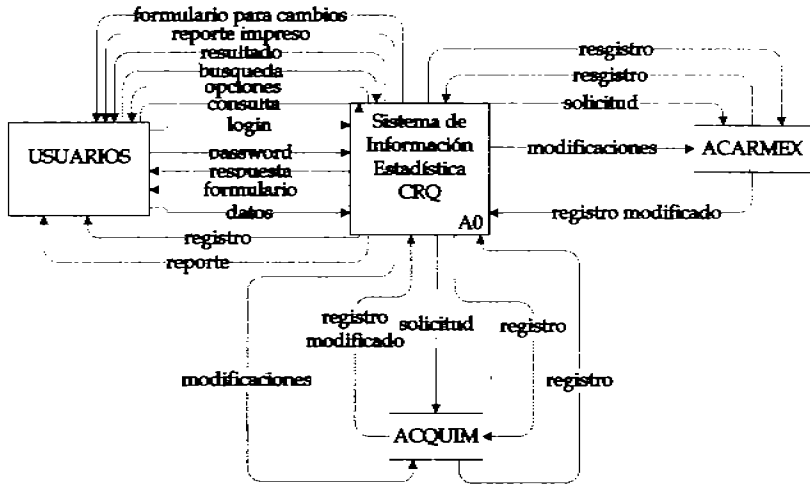 formulario para cambios
reporte impreso
resultado
busqueda
opciones
consulta
login
USUARIOS
password
respuesta
formulario
datos
registro
reporte
Sistema de
Información
Estadística
CRQ
A0
resgistro
resgistro
solicitud
modificaciones
ACARMEX
registro modificado
registro
modificado
solicitud
registro
modificaciones
registro
ACQUIM